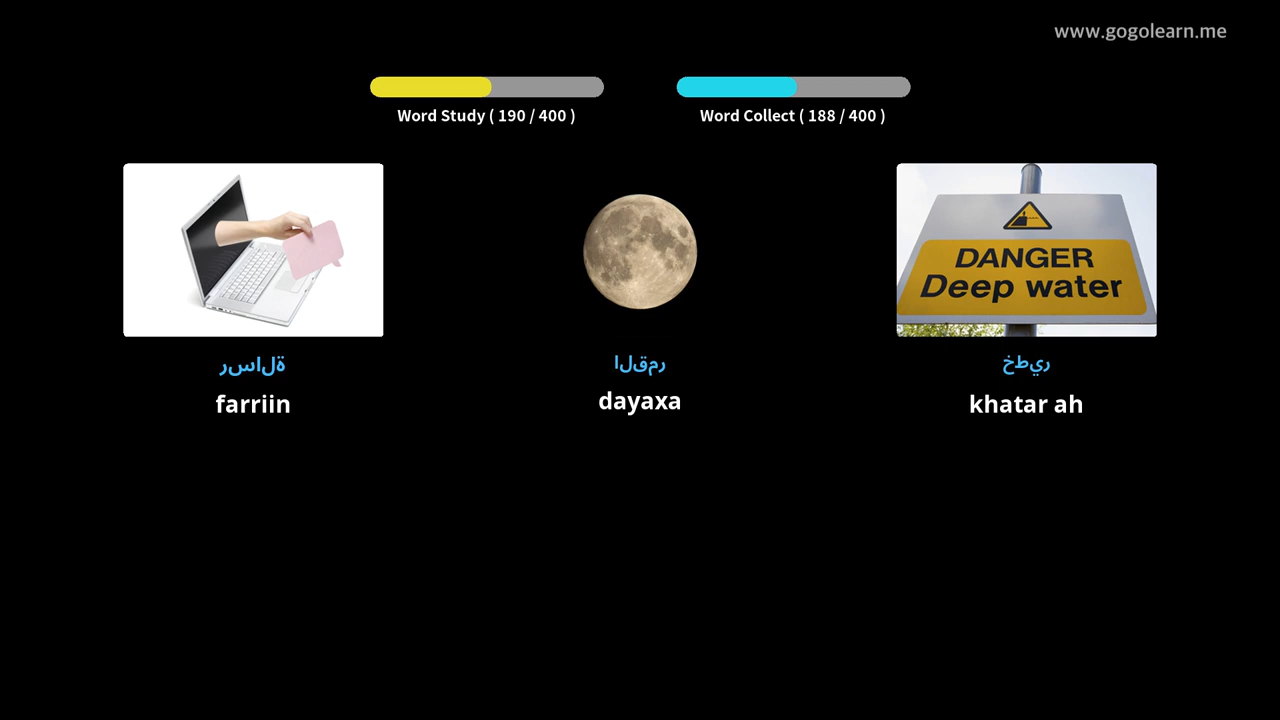 www.gogolearn.me
Word Study ( 190 / 400 )
Word Collect ( 188 / 400 )
DANGER
Deep water
رسالة
farriin
القمر
dayaxa
خطير
khatar ah